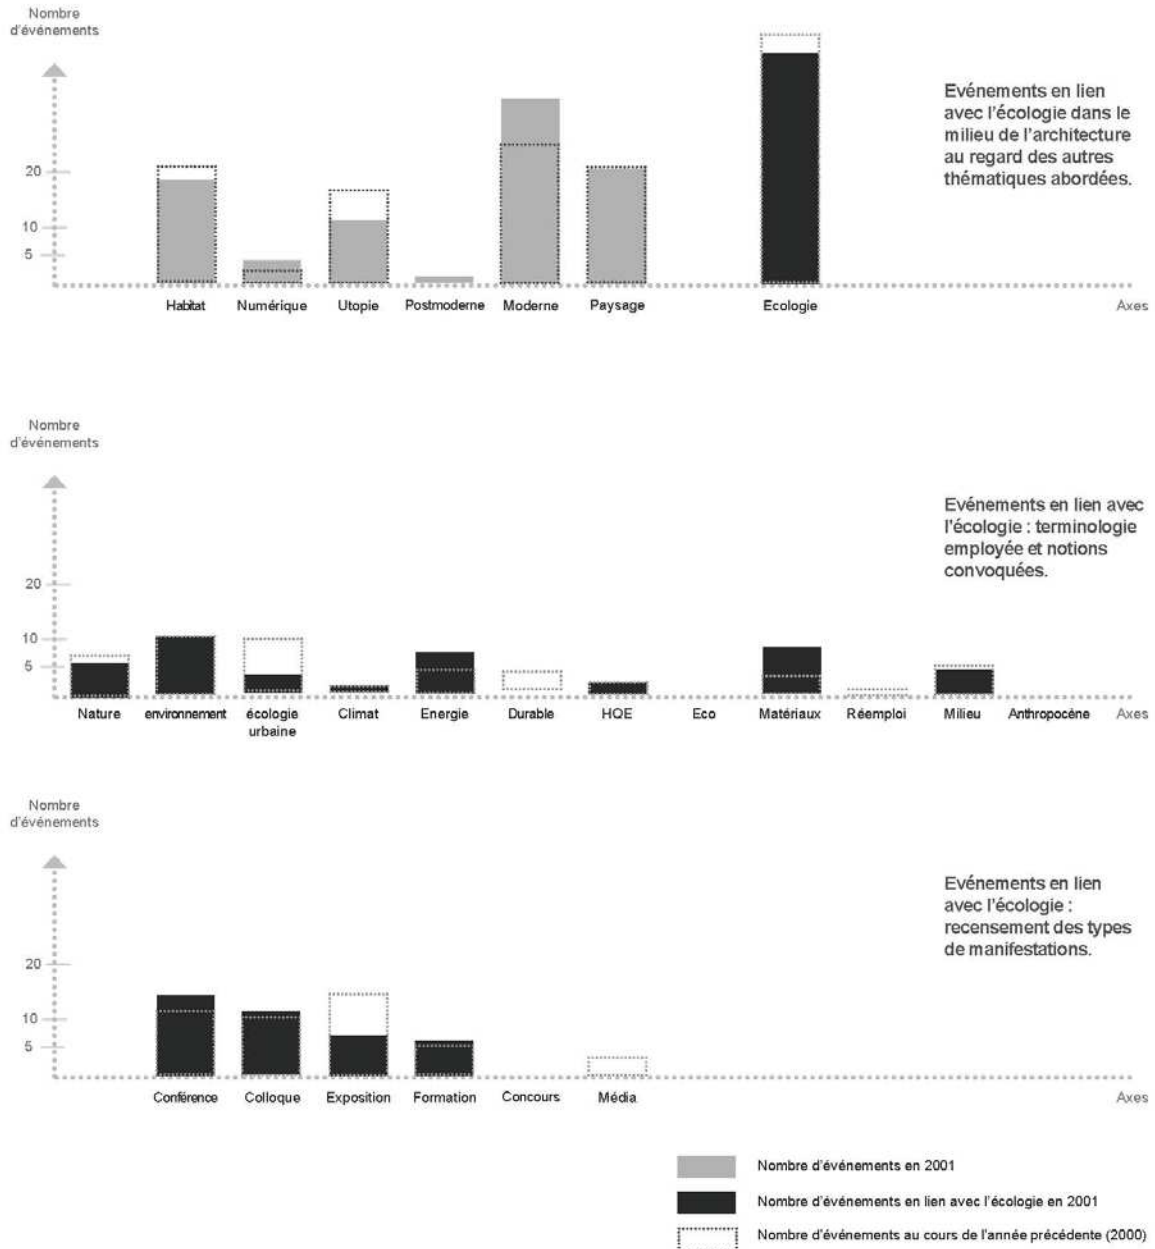 Nombre
d'événements
Evénements en lien
avec l'écologie dans le
milieu de l'architecture
au regard des autres
thématiques abordées.
20
10
5
Habitat Numérique Utopie Postmoderne Moderne Paysage Ecologie Axes
Nombre
d'événements
Evénements en lien avec
l'écologie : terminologie
employée et notions
convoquées.
20
10
5
Nature environnement écologie Climat Energie Durable HQE Eco Matériaux Réemploi Milieu Anthropocène Axes
urbaine
Nombre
d'événements
Evénements en lien
avec l'écologie :
recensement des types
de manifestations.
20
10
5
Conférence Colloque Exposition Formation Concours Média Axes
Nombre d'événements en 2001
Nombre d'événements en lien avec l'écologie en 2001
Nombre d'événements au cours de l'année précédente (2000)